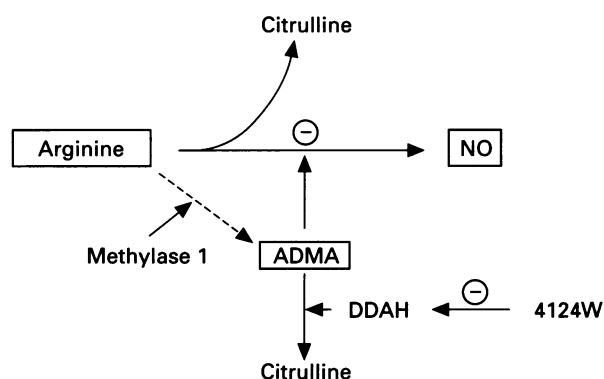 Citrulline
⊖
Arginine
NO
Methylase 1
ADMA
⊖
DDAH
4124W
Citrulline